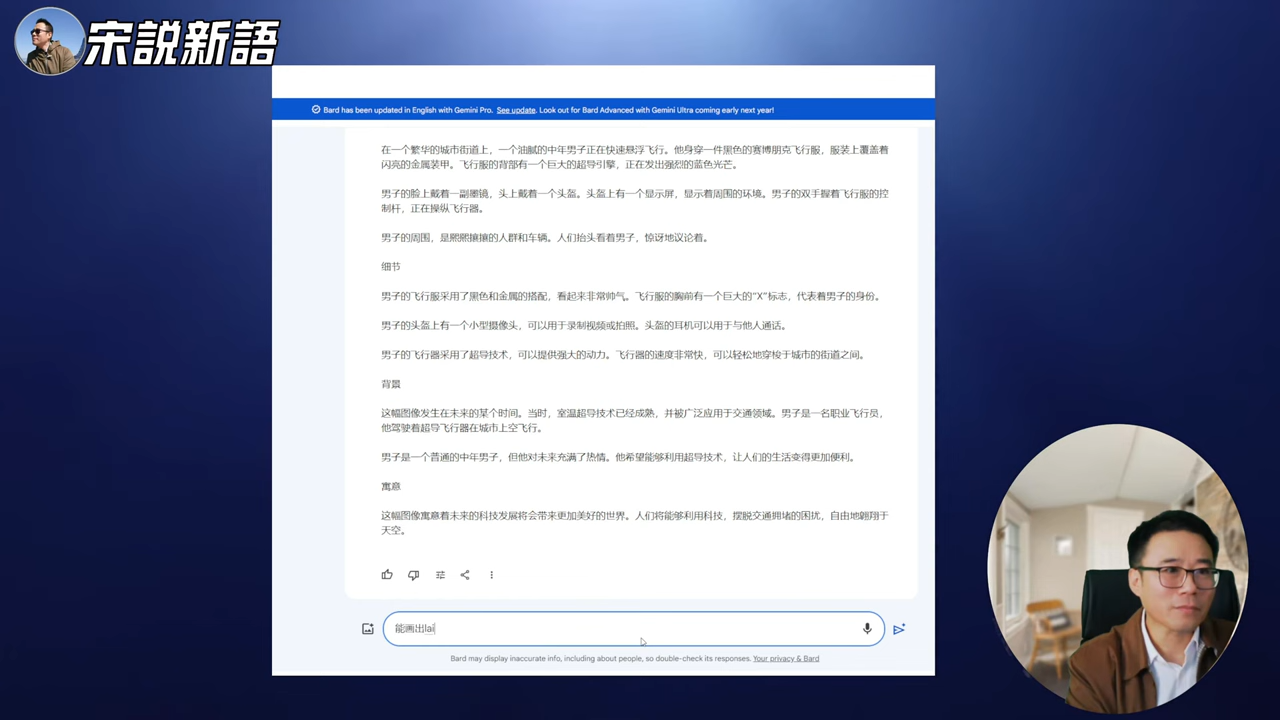 宋説新語
Bard has been updated in English with Gemini Pro. See update. Look out for Bard Advanced with Gemini Ultra coming early next year!
在一个繁华的城市街道上，一个油腻的中年男子正在快速悬浮飞行。他身穿一件黑色的赛博朋克飞行服，服装上覆盖着
闪亮的金属装甲。飞行服的背部有一个巨大的超导引擎，正在发出强烈的蓝色光芒。
男子的脸上戴着一副墨镜，头上戴着一个头盔。头盔上有一个显示屏，显示着周围的环境。男子的双手握着飞行服的控
制杆，正在操纵飞行器。
男子的周围，是熙熙攘攘的人群和车辆。人们抬头看着男子，惊讶地议论着。
细节
男子的飞行服采用了黑色和金属的搭配，看起来非常帅气。飞行服的胸前有一个巨大的“X”标志，代表着男子的身份。
男子的头盔上有一个小型摄像头，可以用于录制视频或拍照。头盔的耳机可以用于与他人通话。
男子的飞行器采用了超导技术，可以提供强大的动力。飞行器的速度非常快，可以轻松地穿梭于城市的街道之间。
背景
这幅图像发生在未来的某个时间。当时，室温超导技术已经成熟，并被广泛应用于交通领域。男子是一名职业飞行员，
他驾驶着超导飞行器在城市上空飞行。
男子是一个普通的中年男子，但他对未来充满了热情。他希望能够利用超导技术，让人们的生活变得更加便利。
寓意
这幅图像寓意着未来的科技发展将会带来更加美好的世界。人们将能够利用科技，摆脱交通拥堵的困扰，自由地翱翔于
天空。
能画出lai
Bard may display inaccurate info, including about people, so double-check its responses. Your privacy & Bard